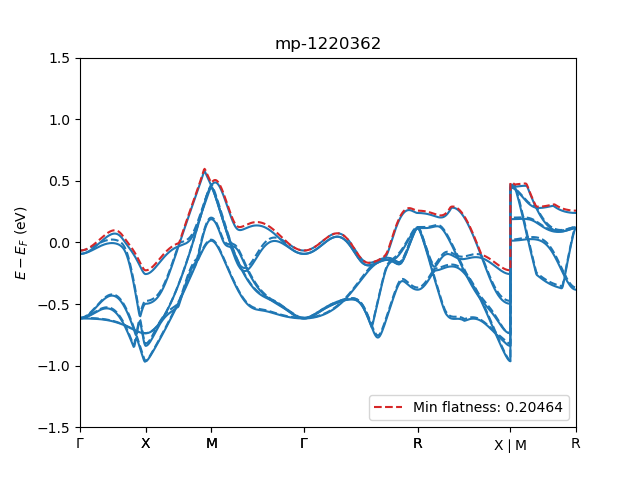 mp-1220362
E − E_F (eV)
1.5
1.0
0.5
0.0
−0.5
−1.0
−1.5
Min flatness: 0.20464
Γ X M Γ R X | M R